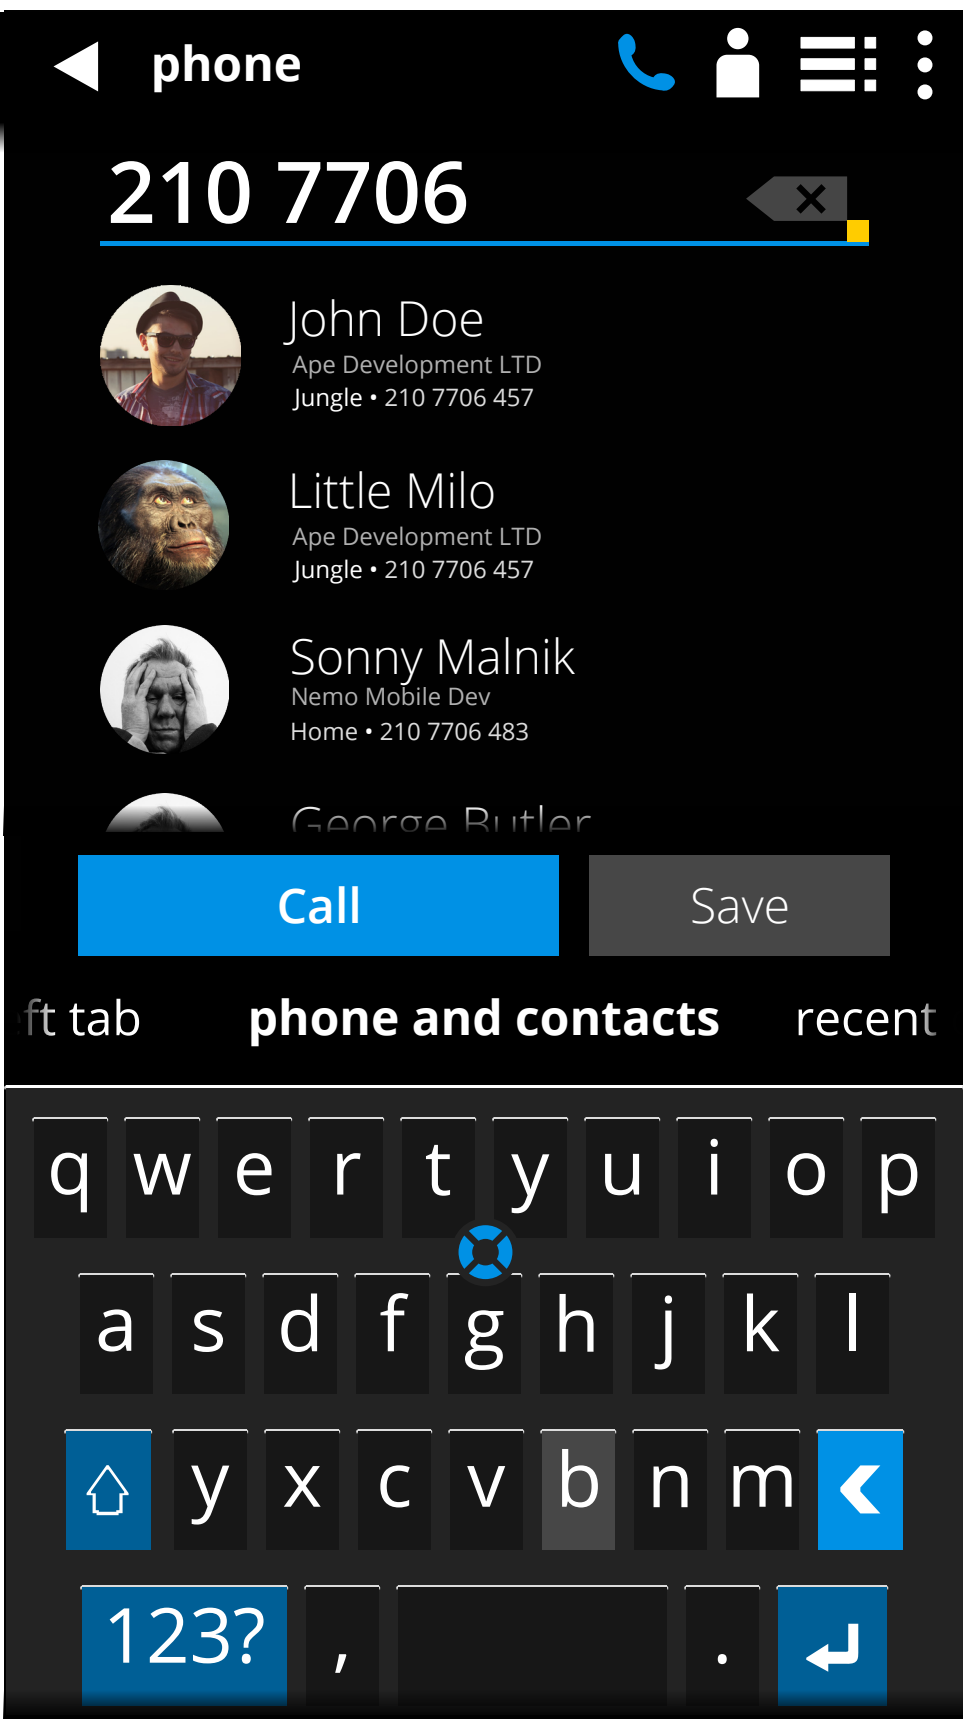 phone
210 7706
John Doe
Ape Development LTD
Jungle • 210 7706 457
Little Milo
Ape Development LTD
Jungle • 210 7706 457
Sonny Malnik
Nemo Mobile Dev
Home • 210 7706 483
George Butler
Call Save
ft tab phone and contacts recent
q w e r t y u i o p
a s d f g h j k l
y x c v b n m
123? , .